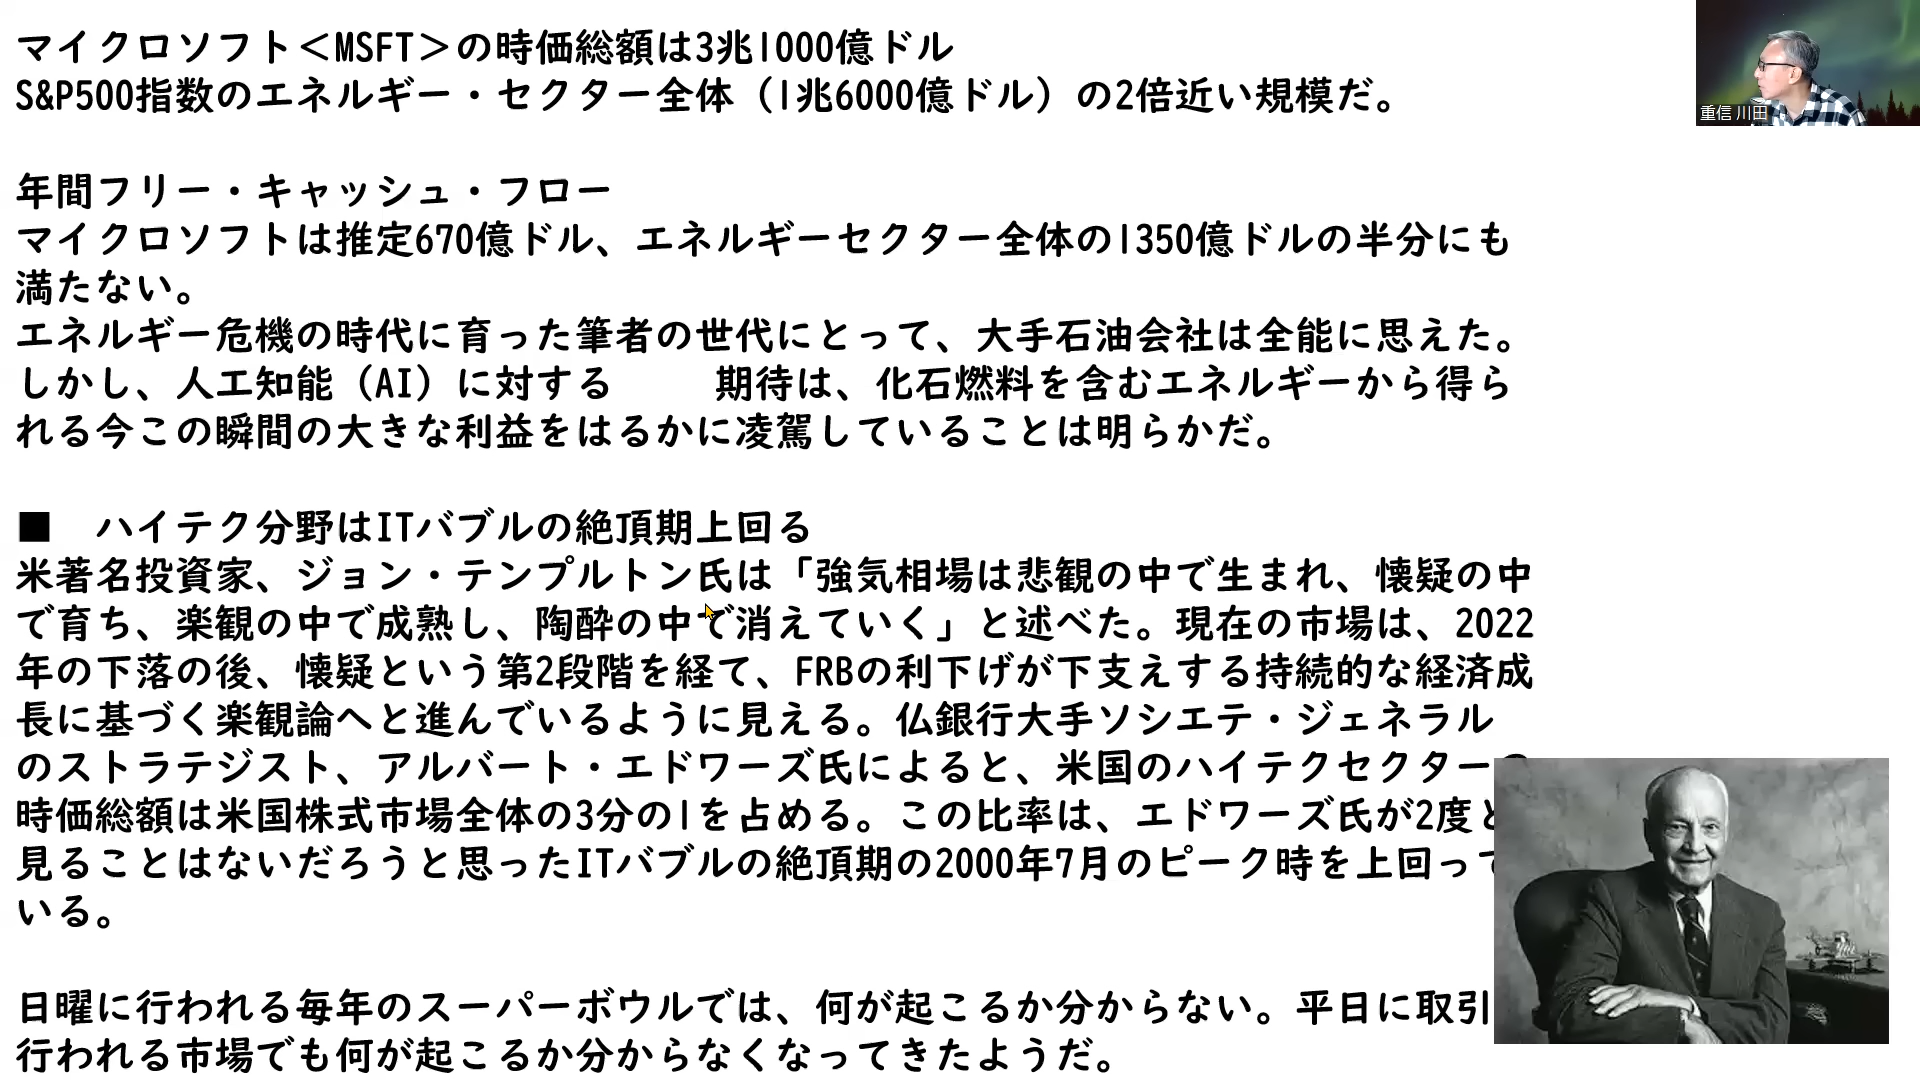 マイクロソフト＜MSFT＞の時価総額は3兆1000億ドル
S&P500指数のエネルギー・セクター全体（1兆6000億ドル）の2倍近い規模だ。
重信 川田
年間フリー・キャッシュ・フロー
マイクロソフトは推定670億ドル、エネルギーセクター全体の1350億ドルの半分にも
満たない。
エネルギー危機の時代に育った筆者の世代にとって、大手石油会社は全能に思えた。
しかし、人工知能（AI）に対する　　期待は、化石燃料を含むエネルギーから得ら
れる今この瞬間の大きな利益をはるかに凌駕していることは明らかだ。
■　ハイテク分野はITバブルの絶頂期上回る
米著名投資家、ジョン・テンプルトン氏は「強気相場は悲観の中で生まれ、懐疑の中
で育ち、楽観の中で成熟し、陶酔の中で消えていく」と述べた。現在の市場は、2022
年の下落の後、懐疑という第2段階を経て、FRBの利下げが下支えする持続的な経済成
長に基づく楽観論へと進んでいるように見える。仏銀行大手ソシエテ・ジェネラル
のストラテジスト、アルバート・エドワーズ氏によると、米国のハイテクセクター
時価総額は米国株式市場全体の3分の1を占める。この比率は、エドワーズ氏が2度と
見ることはないだろうと思ったITバブルの絶頂期の2000年7月のピーク時を上回って
いる。
日曜に行われる毎年のスーパーボウルでは、何が起こるか分からない。平日に取引
行われる市場でも何が起こるか分からなくなってきたようだ。